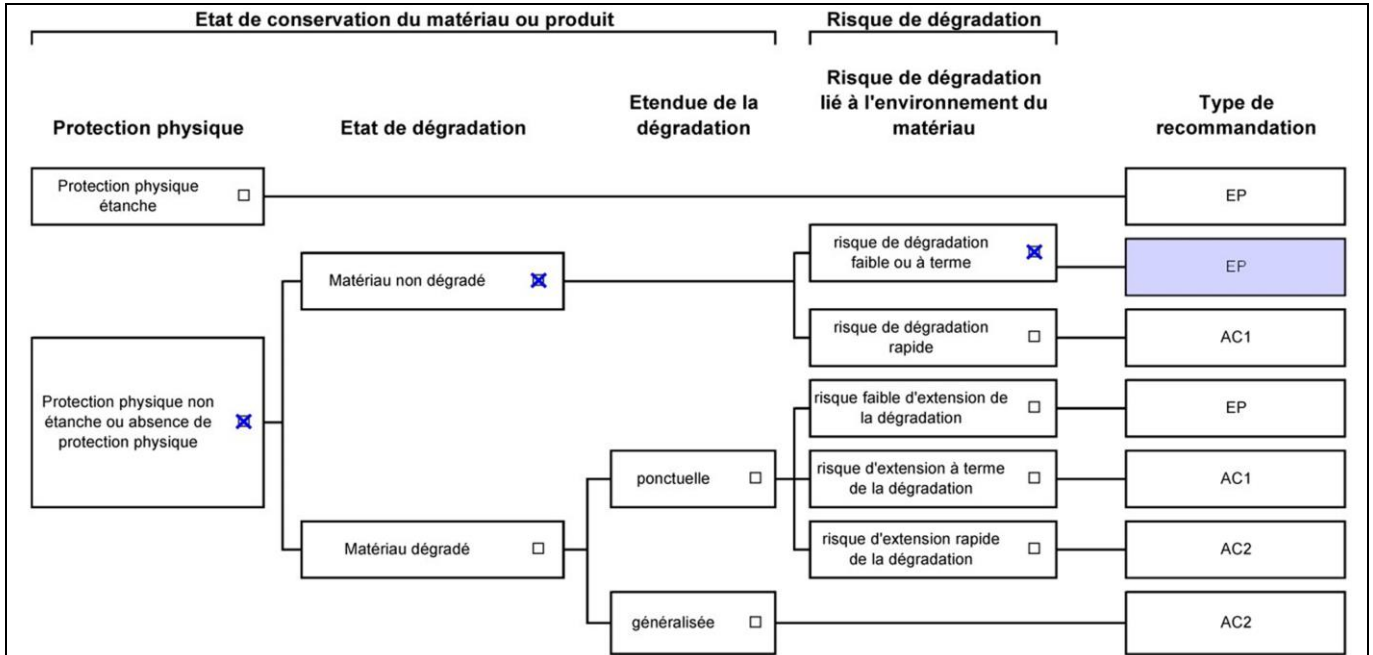 Etat de conservation du matériau ou produit
Risque de dégradation
Protection physique
Etat de dégradation
Etendue de la
dégradation
Risque de dégradation
lié à l'environnement du
matériau
Type de
recommandation
Protection physique
étanche
EP
Protection physique non
étanche ou absence de
protection physique
Matériau non dégradé
risque de dégradation
faible ou à terme
EP
risque de dégradation
rapide
AC1
Matériau dégradé
ponctuelle
risque faible d'extension de
la dégradation
EP
risque d'extension à terme
de la dégradation
AC1
risque d'extension rapide
de la dégradation
AC2
généralisée
AC2